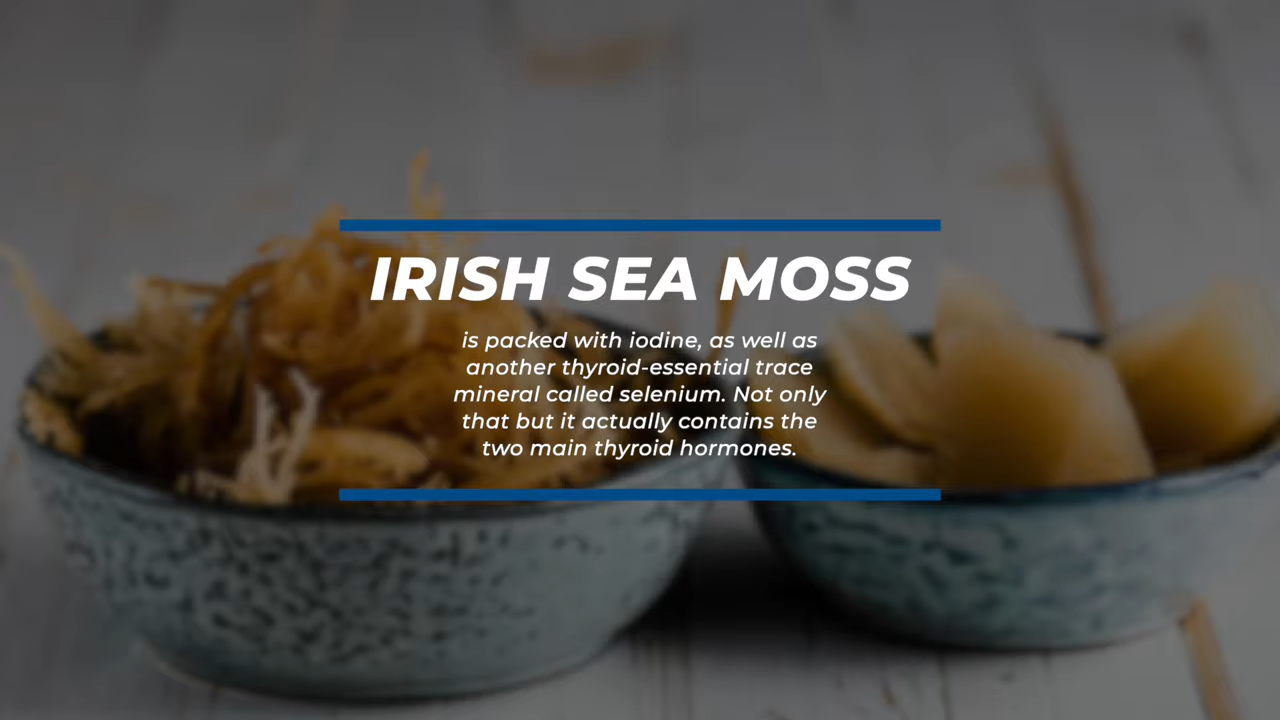 IRISH SEA MOSS
is packed with iodine, as well as
another thyroid-essential trace
mineral called selenium. Not only
that but it actually contains the
two main thyroid hormones.